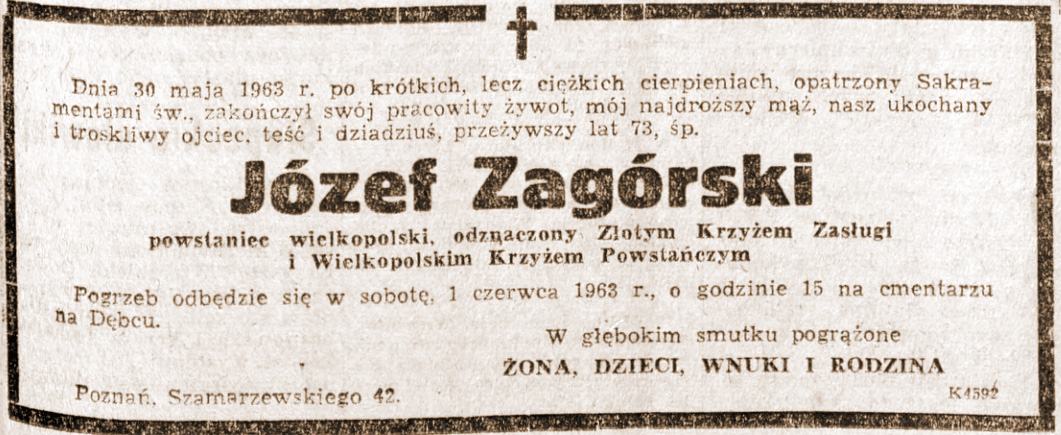 Dnia 30 maja 1963 r. po krótkich, lecz ciężkich cierpieniach, opatrzony Sakra-
mentami św., zakończył swój pracowity żywot, mój najdroższy mąż, nasz ukochany
i troskliwy ojciec, teść i dziadziuś, przeżywszy lat 73, śp.
Józef Zagórski
powstaniec wielkopolski, odznaczony Złotym Krzyżem Zasługi
i Wielkopolskim Krzyżem Powstańczym
Pogrzeb odbędzie się w sobotę, 1 czerwca 1963 r., o godzinie 15 na cmentarzu
na Dębcu.
W głębokim smutku pogrążone
ŻONA, DZIECI, WNUKI I RODZINA
Poznań, Szamarzewskiego 42.
K4592